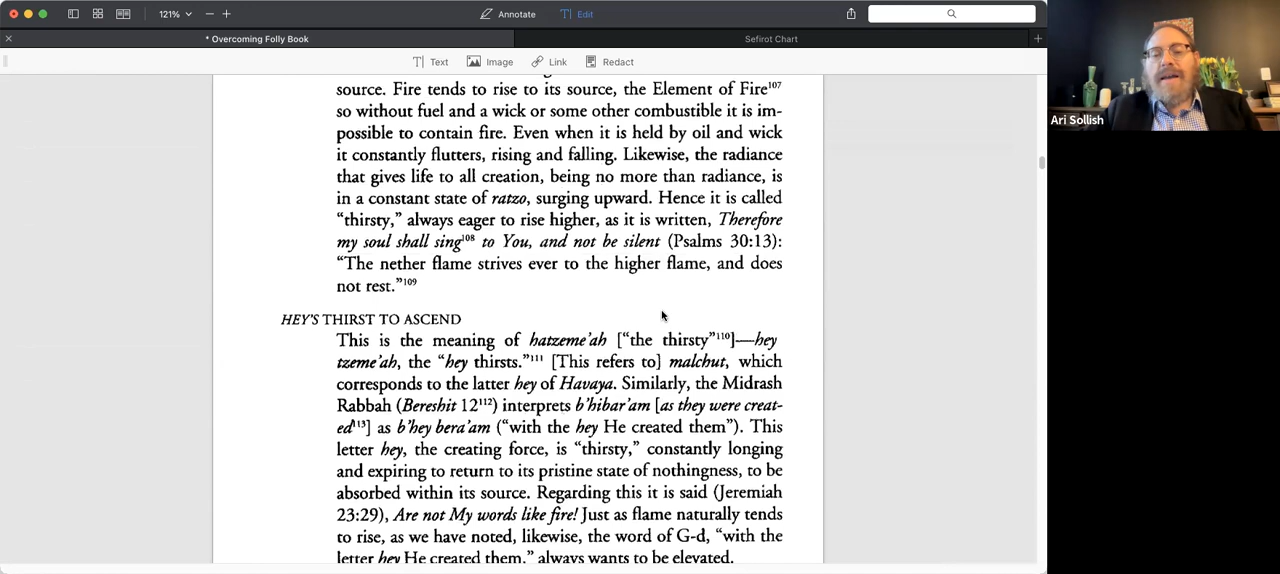 121%
Annotate
Edit
* Overcoming Folly Book
Sefirot Chart
Text
Image
Link
Redact
source. Fire tends to rise to its source, the Element of Fire107
so without fuel and a wick or some other combustible it is im-
possible to contain fire. Even when it is held by oil and wick
it constantly flutters, rising and falling. Likewise, the radiance
that gives life to all creation, being no more than radiance, is
in a constant state of ratzo, surging upward. Hence it is called
“thirsty,” always eager to rise higher, as it is written, Therefore
my soul shall sing108 to You, and not be silent (Psalms 30:13):
“The nether flame strives ever to the higher flame, and does
not rest.”109
HEY'S THIRST TO ASCEND
This is the meaning of hatzeme'ah [“the thirsty”110]—hey
tzeme'ah, the “hey thirsts.”111 [This refers to] malchut, which
corresponds to the latter hey of Havaya. Similarly, the Midrash
Rabbah (Bereshit 12112) interprets b'hibar'am [as they were creat-
ed113] as b'hey bera'am (“with the hey He created them”). This
letter hey, the creating force, is “thirsty,” constantly longing
and expiring to return to its pristine state of nothingness, to be
absorbed within its source. Regarding this it is said (Jeremiah
23:29), Are not My words like fire! Just as flame naturally tends
to rise, as we have noted, likewise, the word of G-d, “with the
letter hey He created them,” always wants to be elevated.
Ari Sollish